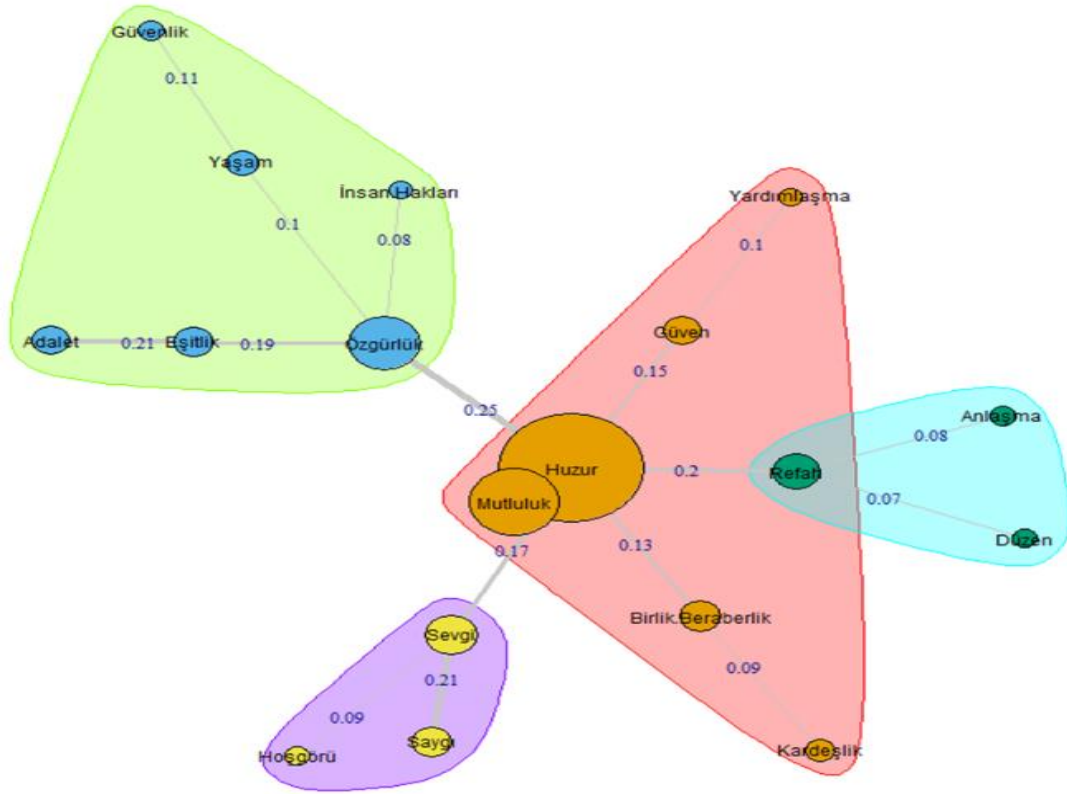 Güvenlik
0.11
Yaşam
İnsan.Hakları
0.1
0.08
Adalet
0.21
Eşitlik
0.19
Özgürlük
0.25
Yardımlaşma
0.1
Güven
0.15
Huzur
Mutluluk
0.2
Refah
Anlaşma
0.08
0.07
Düzen
0.17
0.13
Birlik.Beraberlik
0.09
Kardeşlik
Sevgi
0.21
0.09
Saygı
Hoşgörü